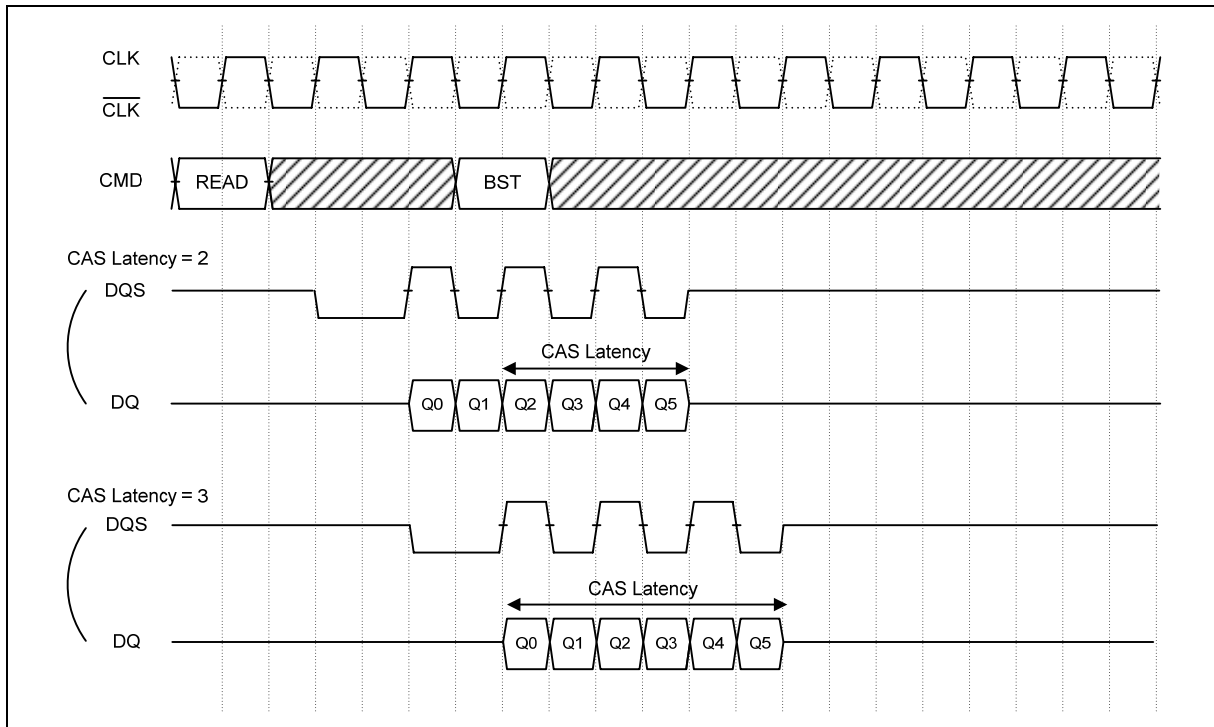 CLK
CLK
CMD READ BST
CAS Latency = 2
DQS
CAS Latency
DQ Q0 Q1 Q2 Q3 Q4 Q5
CAS Latency = 3
DQS
CAS Latency
DQ Q0 Q1 Q2 Q3 Q4 Q5